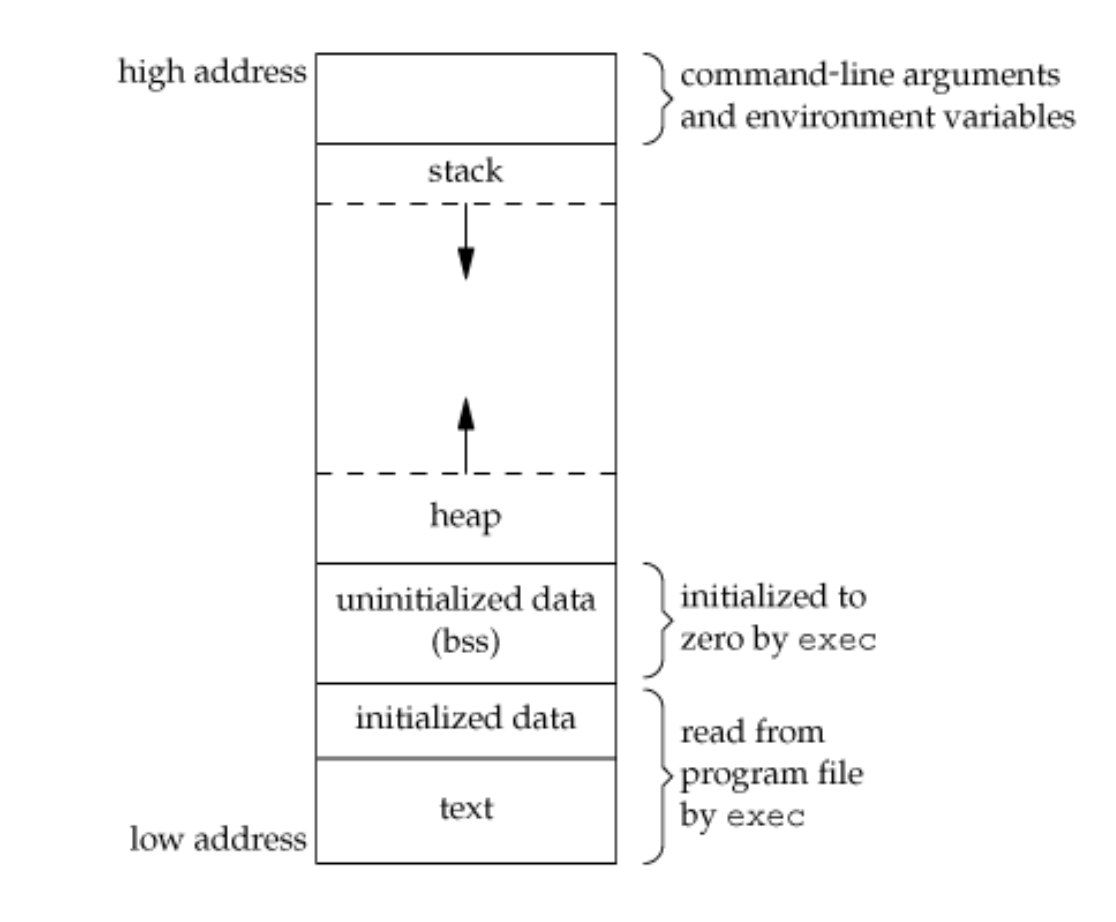 high address
command-line arguments
and environment variables
stack
heap
uninitialized data
(bss)
initialized to
zero by exec
initialized data
read from
program file
by exec
text
low address